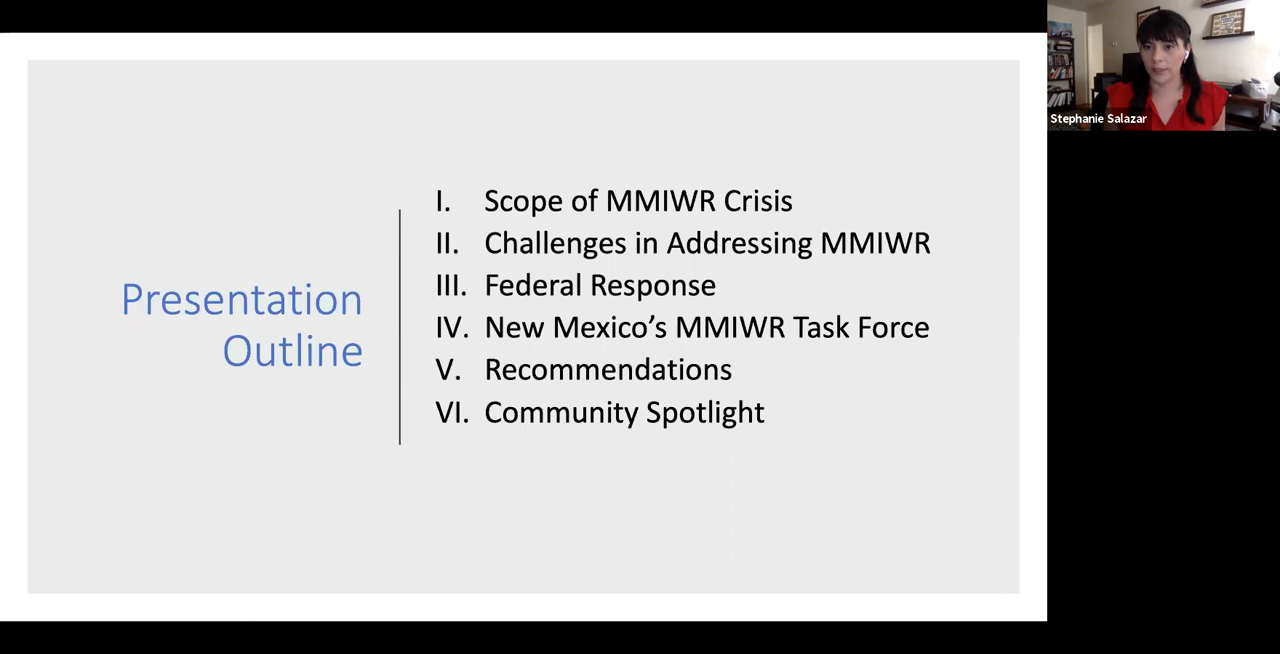 Presentation
Outline
I. Scope of MMIWR Crisis
II. Challenges in Addressing MMIWR
III. Federal Response
IV. New Mexico’s MMIWR Task Force
V. Recommendations
VI. Community Spotlight
Stephanie Salazar